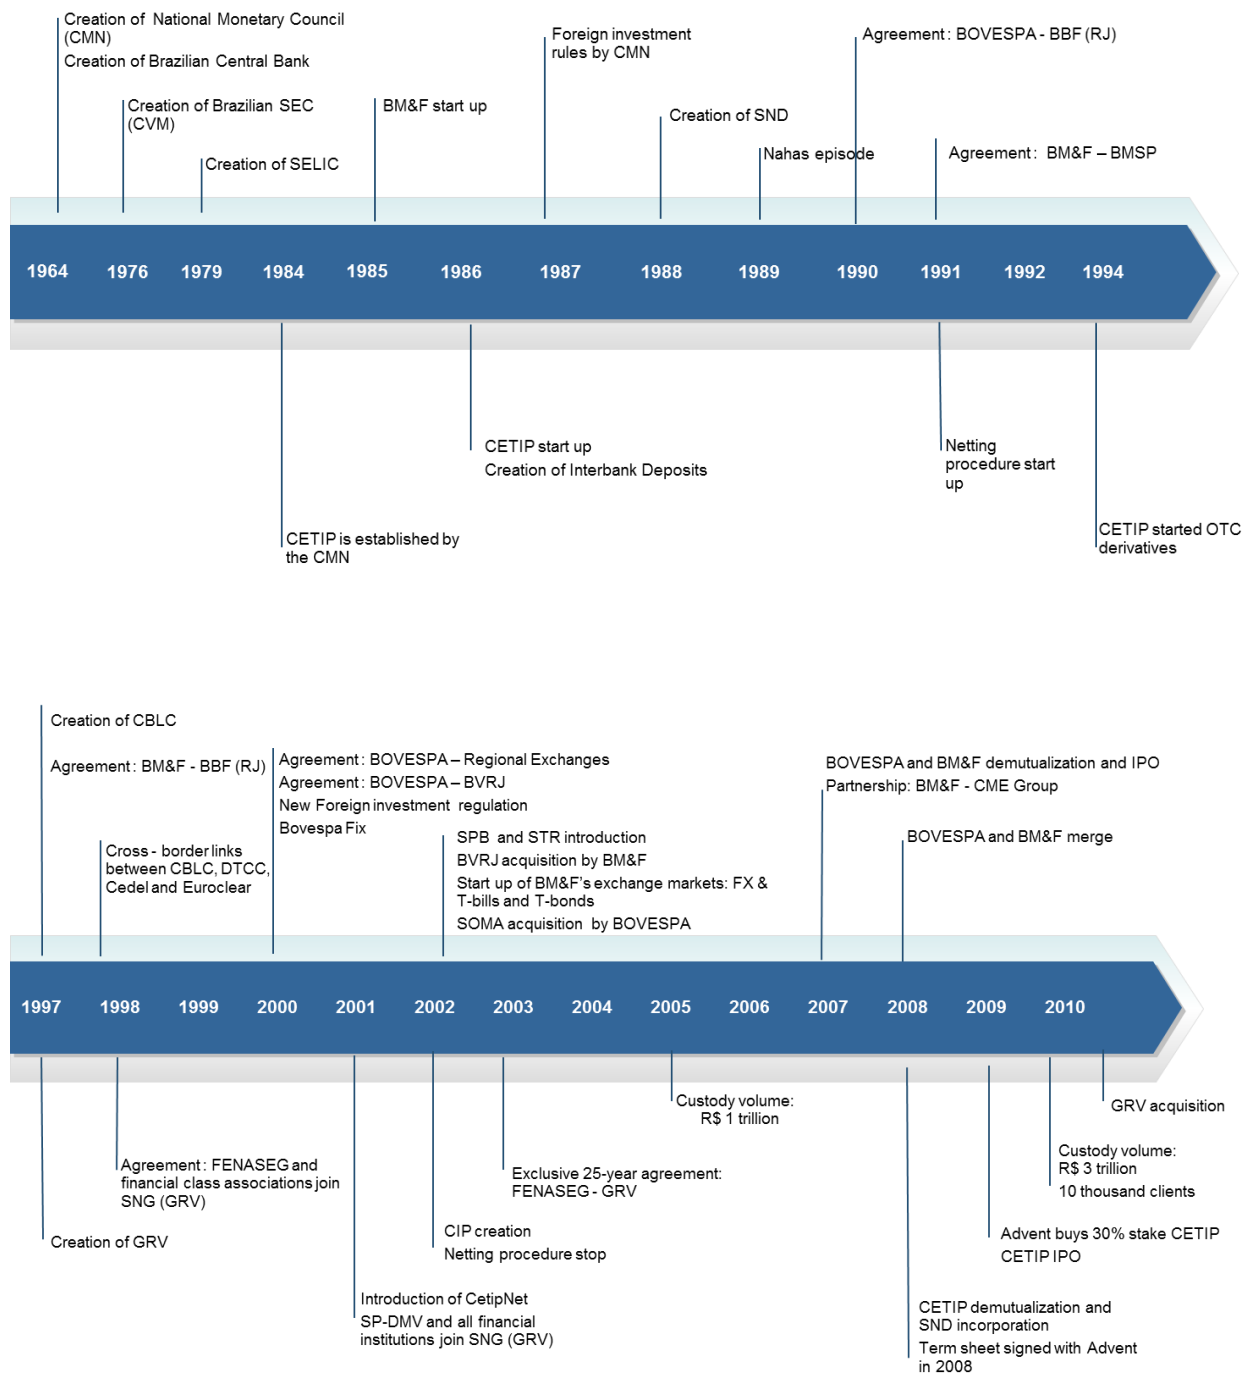 Creation of National Monetary Council
(CMN)
Creation of Brazilian Central Bank
Foreign investment
rules by CMN
Agreement: BOVESPA - BBF (RJ)
Creation of Brazilian SEC
(CVM)
BM&F start up
Creation of SND
Creation of SELIC
Nahas episode
Agreement: BM&F – BMSP
1964 1976 1979 1984 1985 1986 1987 1988 1989 1990 1991 1992 1994
CETIP start up
Creation of Interbank Deposits
Netting
procedure start
up
CETIP is established by
the CMN
CETIP started OTC
derivatives
Creation of CBLC
Agreement: BM&F - BBF (RJ)
Agreement: BOVESPA – Regional Exchanges
Agreement: BOVESPA – BVRJ
New Foreign investment regulation
Bovespa Fix
BOVESPA and BM&F demutualization and IPO
Partnership: BM&F - CME Group
Cross - border links
between CBLC, DTCC,
Cedel and Euroclear
SPB and STR introduction
BVRJ acquisition by BM&F
Start up of BM&F’s exchange markets: FX &
T-bills and T-bonds
SOMA acquisition by BOVESPA
BOVESPA and BM&F merge
1997 1998 1999 2000 2001 2002 2003 2004 2005 2006 2007 2008 2009 2010
Custody volume:
R$ 1 trillion
GRV acquisition
Agreement: FENASEG and
financial class associations join
SNG (GRV)
Exclusive 25-year agreement:
FENASEG - GRV
Custody volume:
R$ 3 trillion
10 thousand clients
Creation of GRV
CIP creation
Netting procedure stop
Advent buys 30% stake CETIP
CETIP IPO
Introduction of CetipNet
SP-DMV and all financial
institutions join SNG (GRV)
CETIP demutualization and
SND incorporation
Term sheet signed with Advent
in 2008